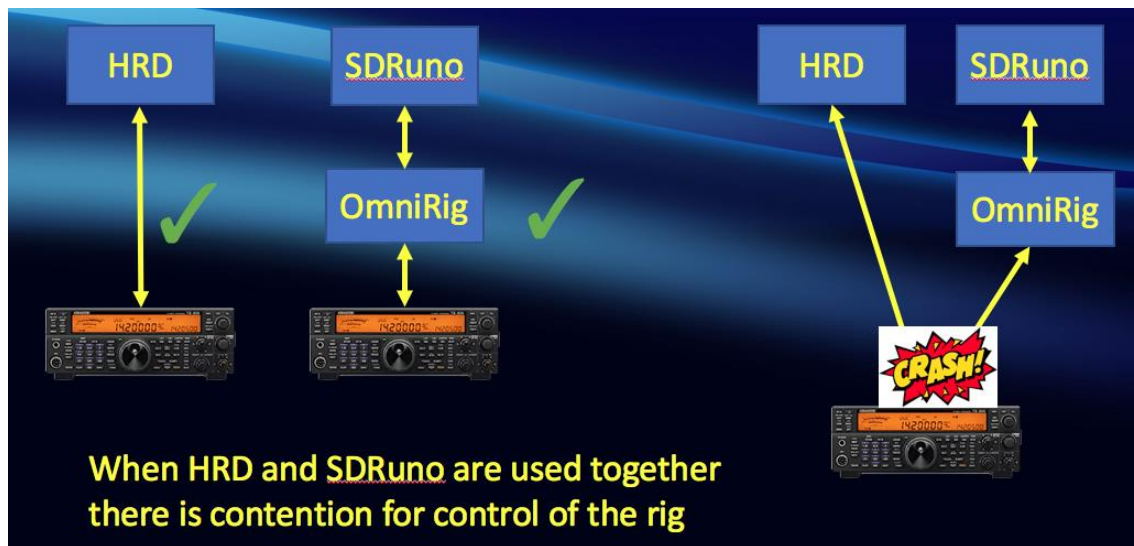 HRD
SDRuno
HRD
SDRuno
OmniRig
OmniRig
CRASH!
When HRD and SDRuno are used together
there is contention for control of the rig